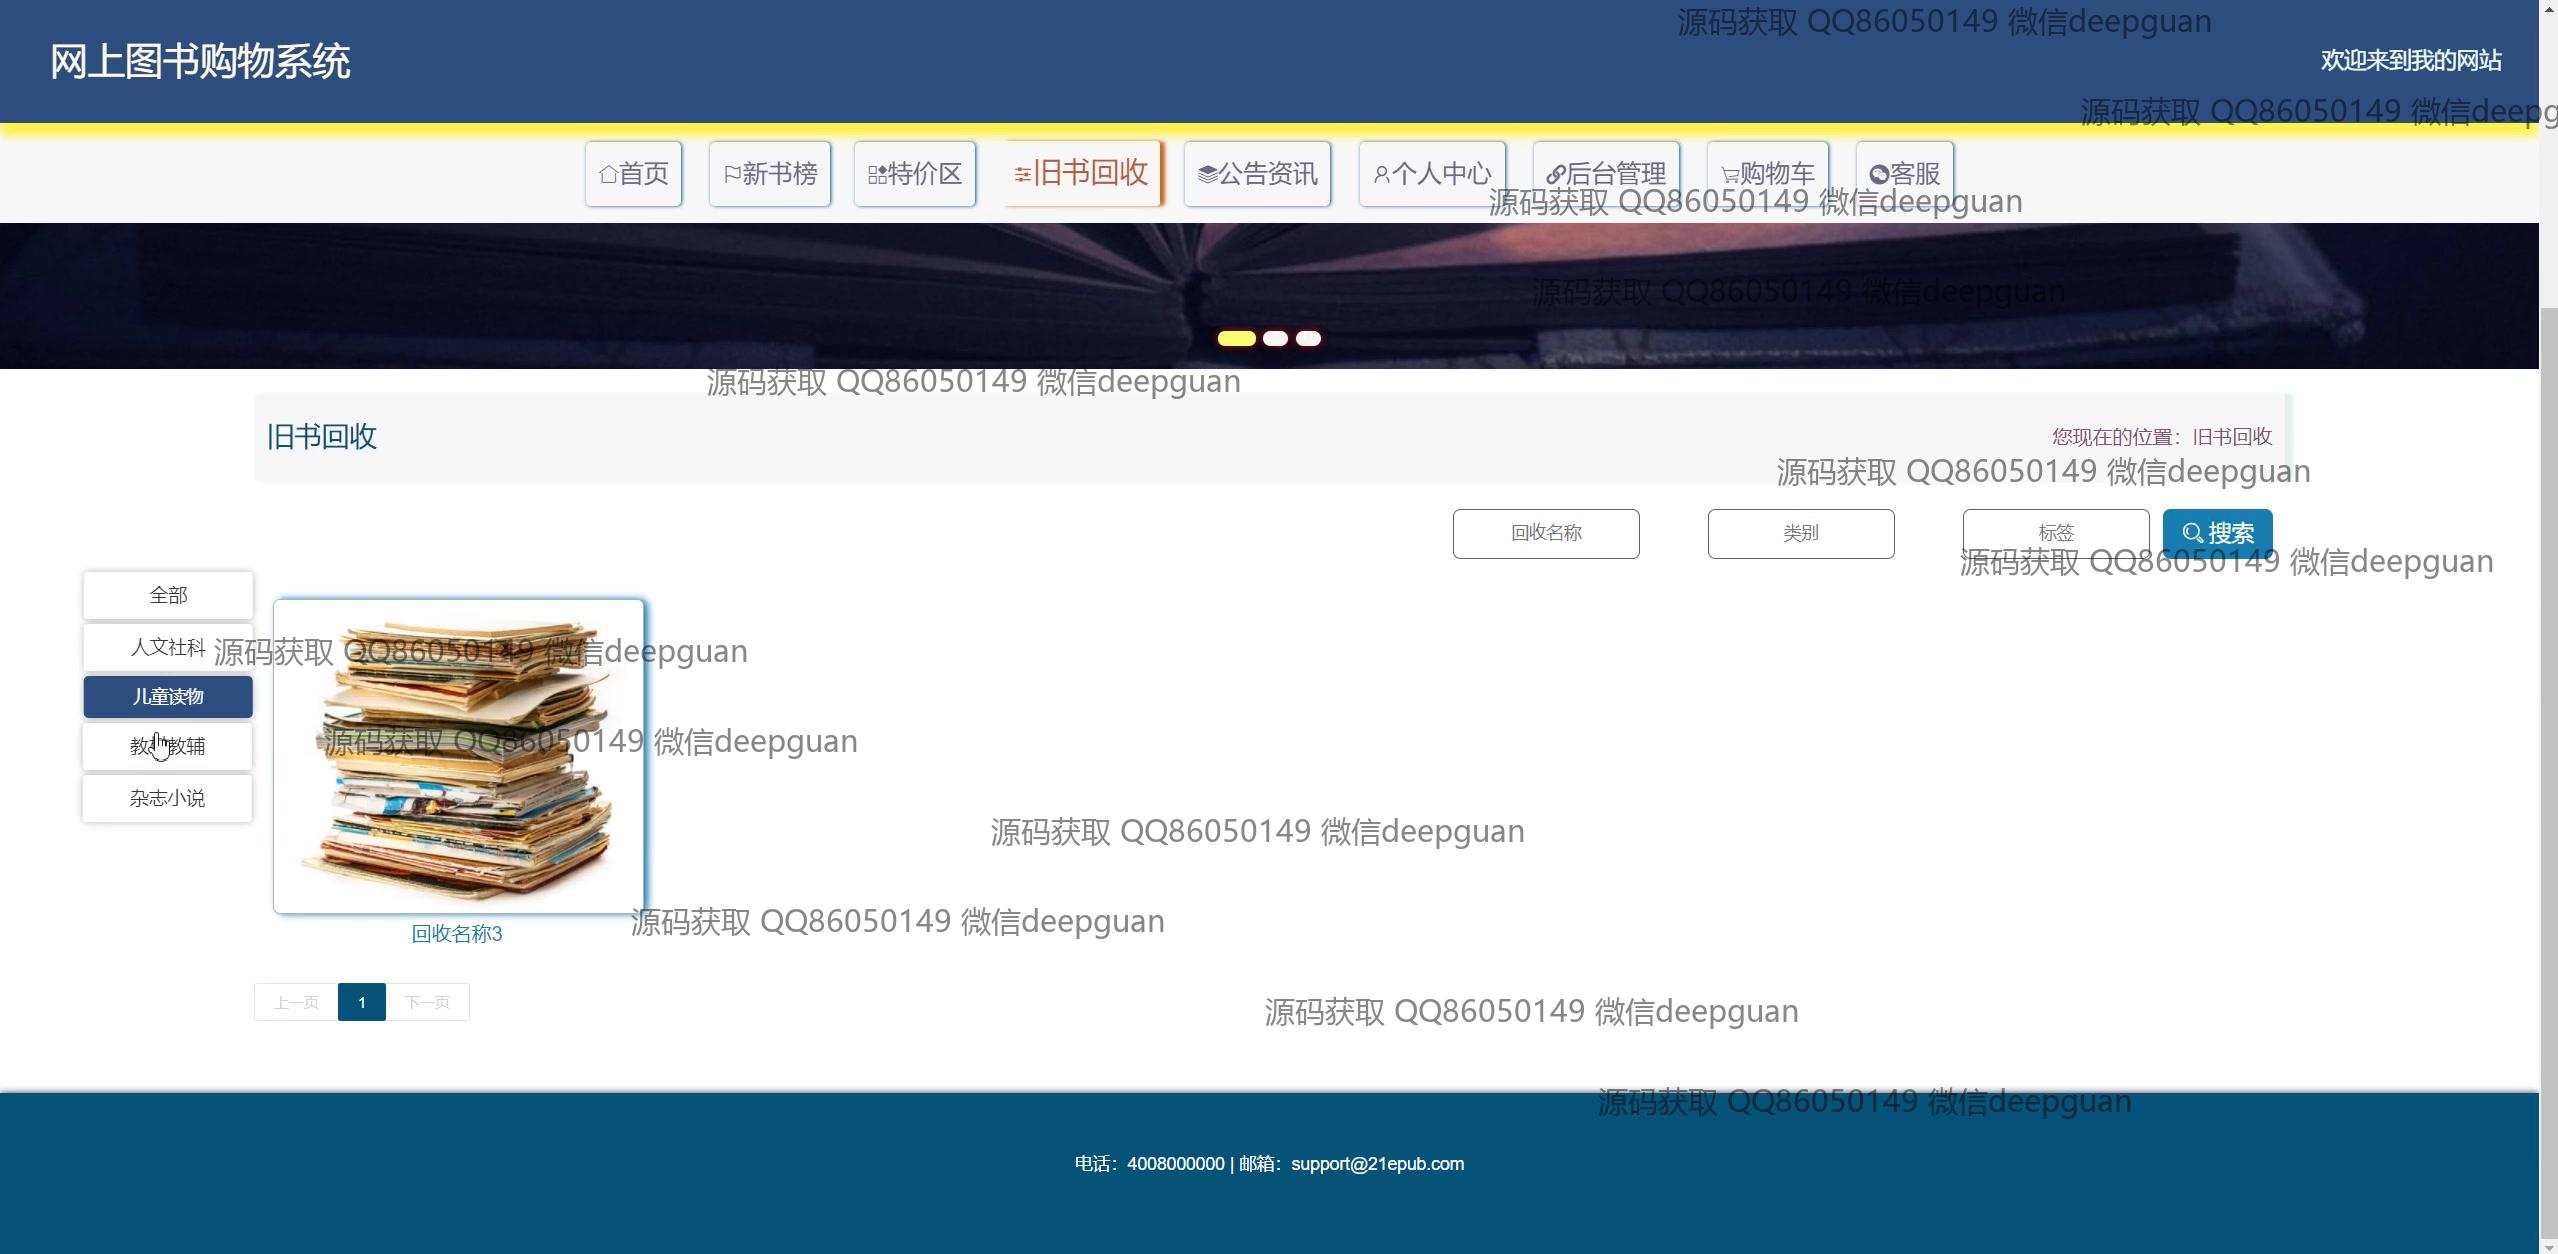 源码获取 QQ86050149 微信deepguan
网上图书购物系统
欢迎来到我的网站
源码获取 QQ86050149 微信deepg
首页 新书榜 特价区 旧书回收 公告资讯 个人中心 后台管理 购物车 客服
源码获取 QQ86050149 微信deepguan
源码获取 QQ86050149 微信deepguan
源码获取 QQ86050149 微信deepguan
旧书回收
您现在的位置：旧书回收
源码获取 QQ86050149 微信deepguan
回收名称 类别 标签 搜索
源码获取 QQ86050149 微信deepguan
全部
人文社科
源码获取 QQ86050149 微信deepguan
儿童读物
教材教辅
源码获取 QQ86050149 微信deepguan
杂志小说
源码获取 QQ86050149 微信deepguan
源码获取 QQ86050149 微信deepguan
回收名称3
上一页 1 下一页
源码获取 QQ86050149 微信deepguan
源码获取 QQ86050149 微信deepguan
电话：4008000000 | 邮箱：support@21epub.com